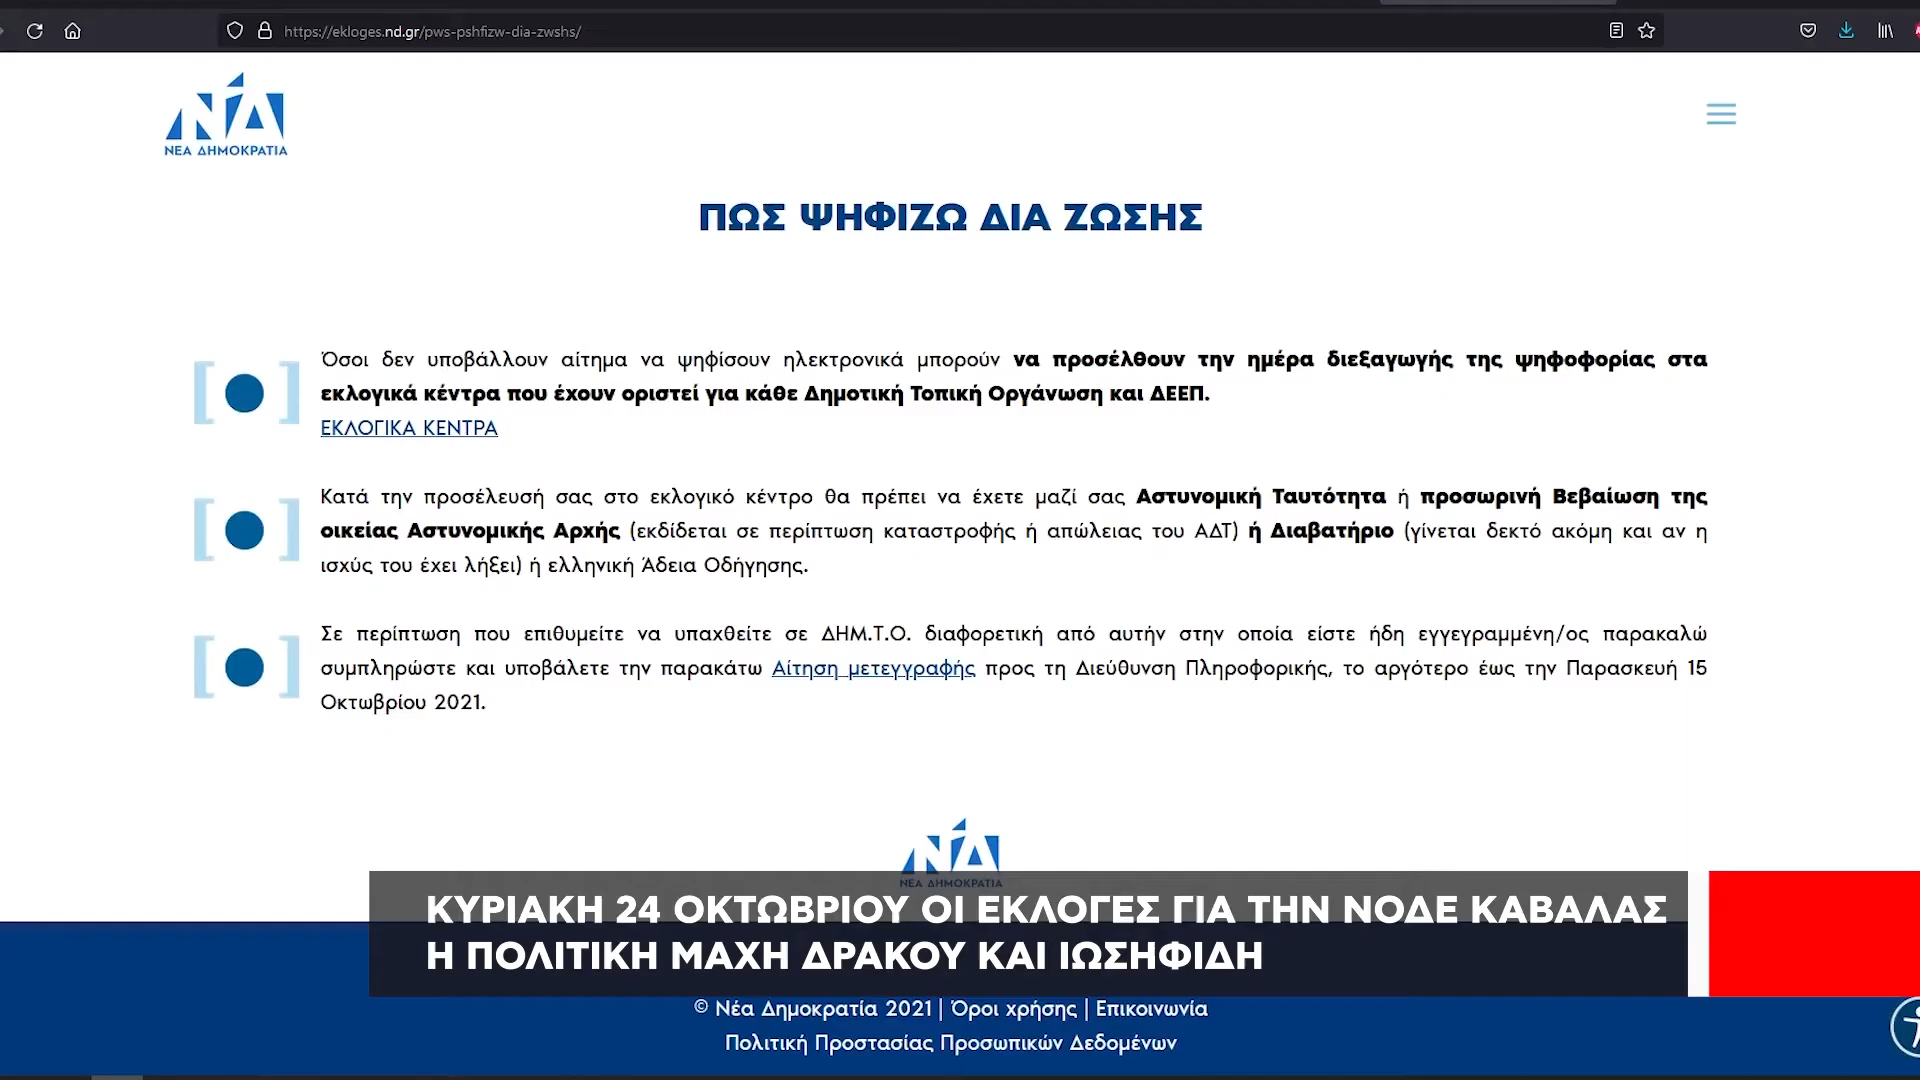 https://ekloges.nd.gr/pws-pshfizw-dia-zwshs/
ΝΔ
ΝΕΑ ΔΗΜΟΚΡΑΤΙΑ
ΠΩΣ ΨΗΦΙΖΩ ΔΙΑ ΖΩΣΗΣ
Όσοι δεν υποβάλλουν αίτημα να ψηφίσουν ηλεκτρονικά μπορούν να προσέλθουν την ημέρα διεξαγωγής της ψηφοφορίας στα
εκλογικά κέντρα που έχουν οριστεί για κάθε Δημοτική Τοπική Οργάνωση και ΔΕΕΠ.
ΕΚΛΟΓΙΚΑ ΚΕΝΤΡΑ
Κατά την προσέλευσή σας στο εκλογικό κέντρο θα πρέπει να έχετε μαζί σας Αστυνομική Ταυτότητα ή προσωρινή Βεβαίωση της
οικείας Αστυνομικής Αρχής (εκδίδεται σε περίπτωση καταστροφής ή απώλειας του ΑΔΤ) ή Διαβατήριο (γίνεται δεκτό ακόμη και αν η
ισχύς του έχει λήξει) ή ελληνική Άδεια Οδήγησης.
Σε περίπτωση που επιθυμείτε να υπαχθείτε σε ΔΗΜ.Τ.Ο. διαφορετική από αυτήν στην οποία είστε ήδη εγγεγραμμένη/ος παρακαλώ
συμπληρώστε και υποβάλετε την παρακάτω Αίτηση μετεγγραφής προς τη Διεύθυνση Πληροφορικής, το αργότερο έως την Παρασκευή 15
Οκτωβρίου 2021.
ΝΔ
ΝΕΑ ΔΗΜΟΚΡΑΤΙΑ
ΚΥΡΙΑΚΗ 24 ΟΚΤΩΒΡΙΟΥ ΟΙ ΕΚΛΟΓΕΣ ΓΙΑ ΤΗΝ ΝΟΔΕ ΚΑΒΑΛΑΣ
Η ΠΟΛΙΤΙΚΗ ΜΑΧΗ ΔΡΑΚΟΥ ΚΑΙ ΙΩΣΗΦΙΔΗ
© Νέα Δημοκρατία 2021 | Όροι χρήσης | Επικοινωνία
Πολιτική Προστασίας Προσωπικών Δεδομένων